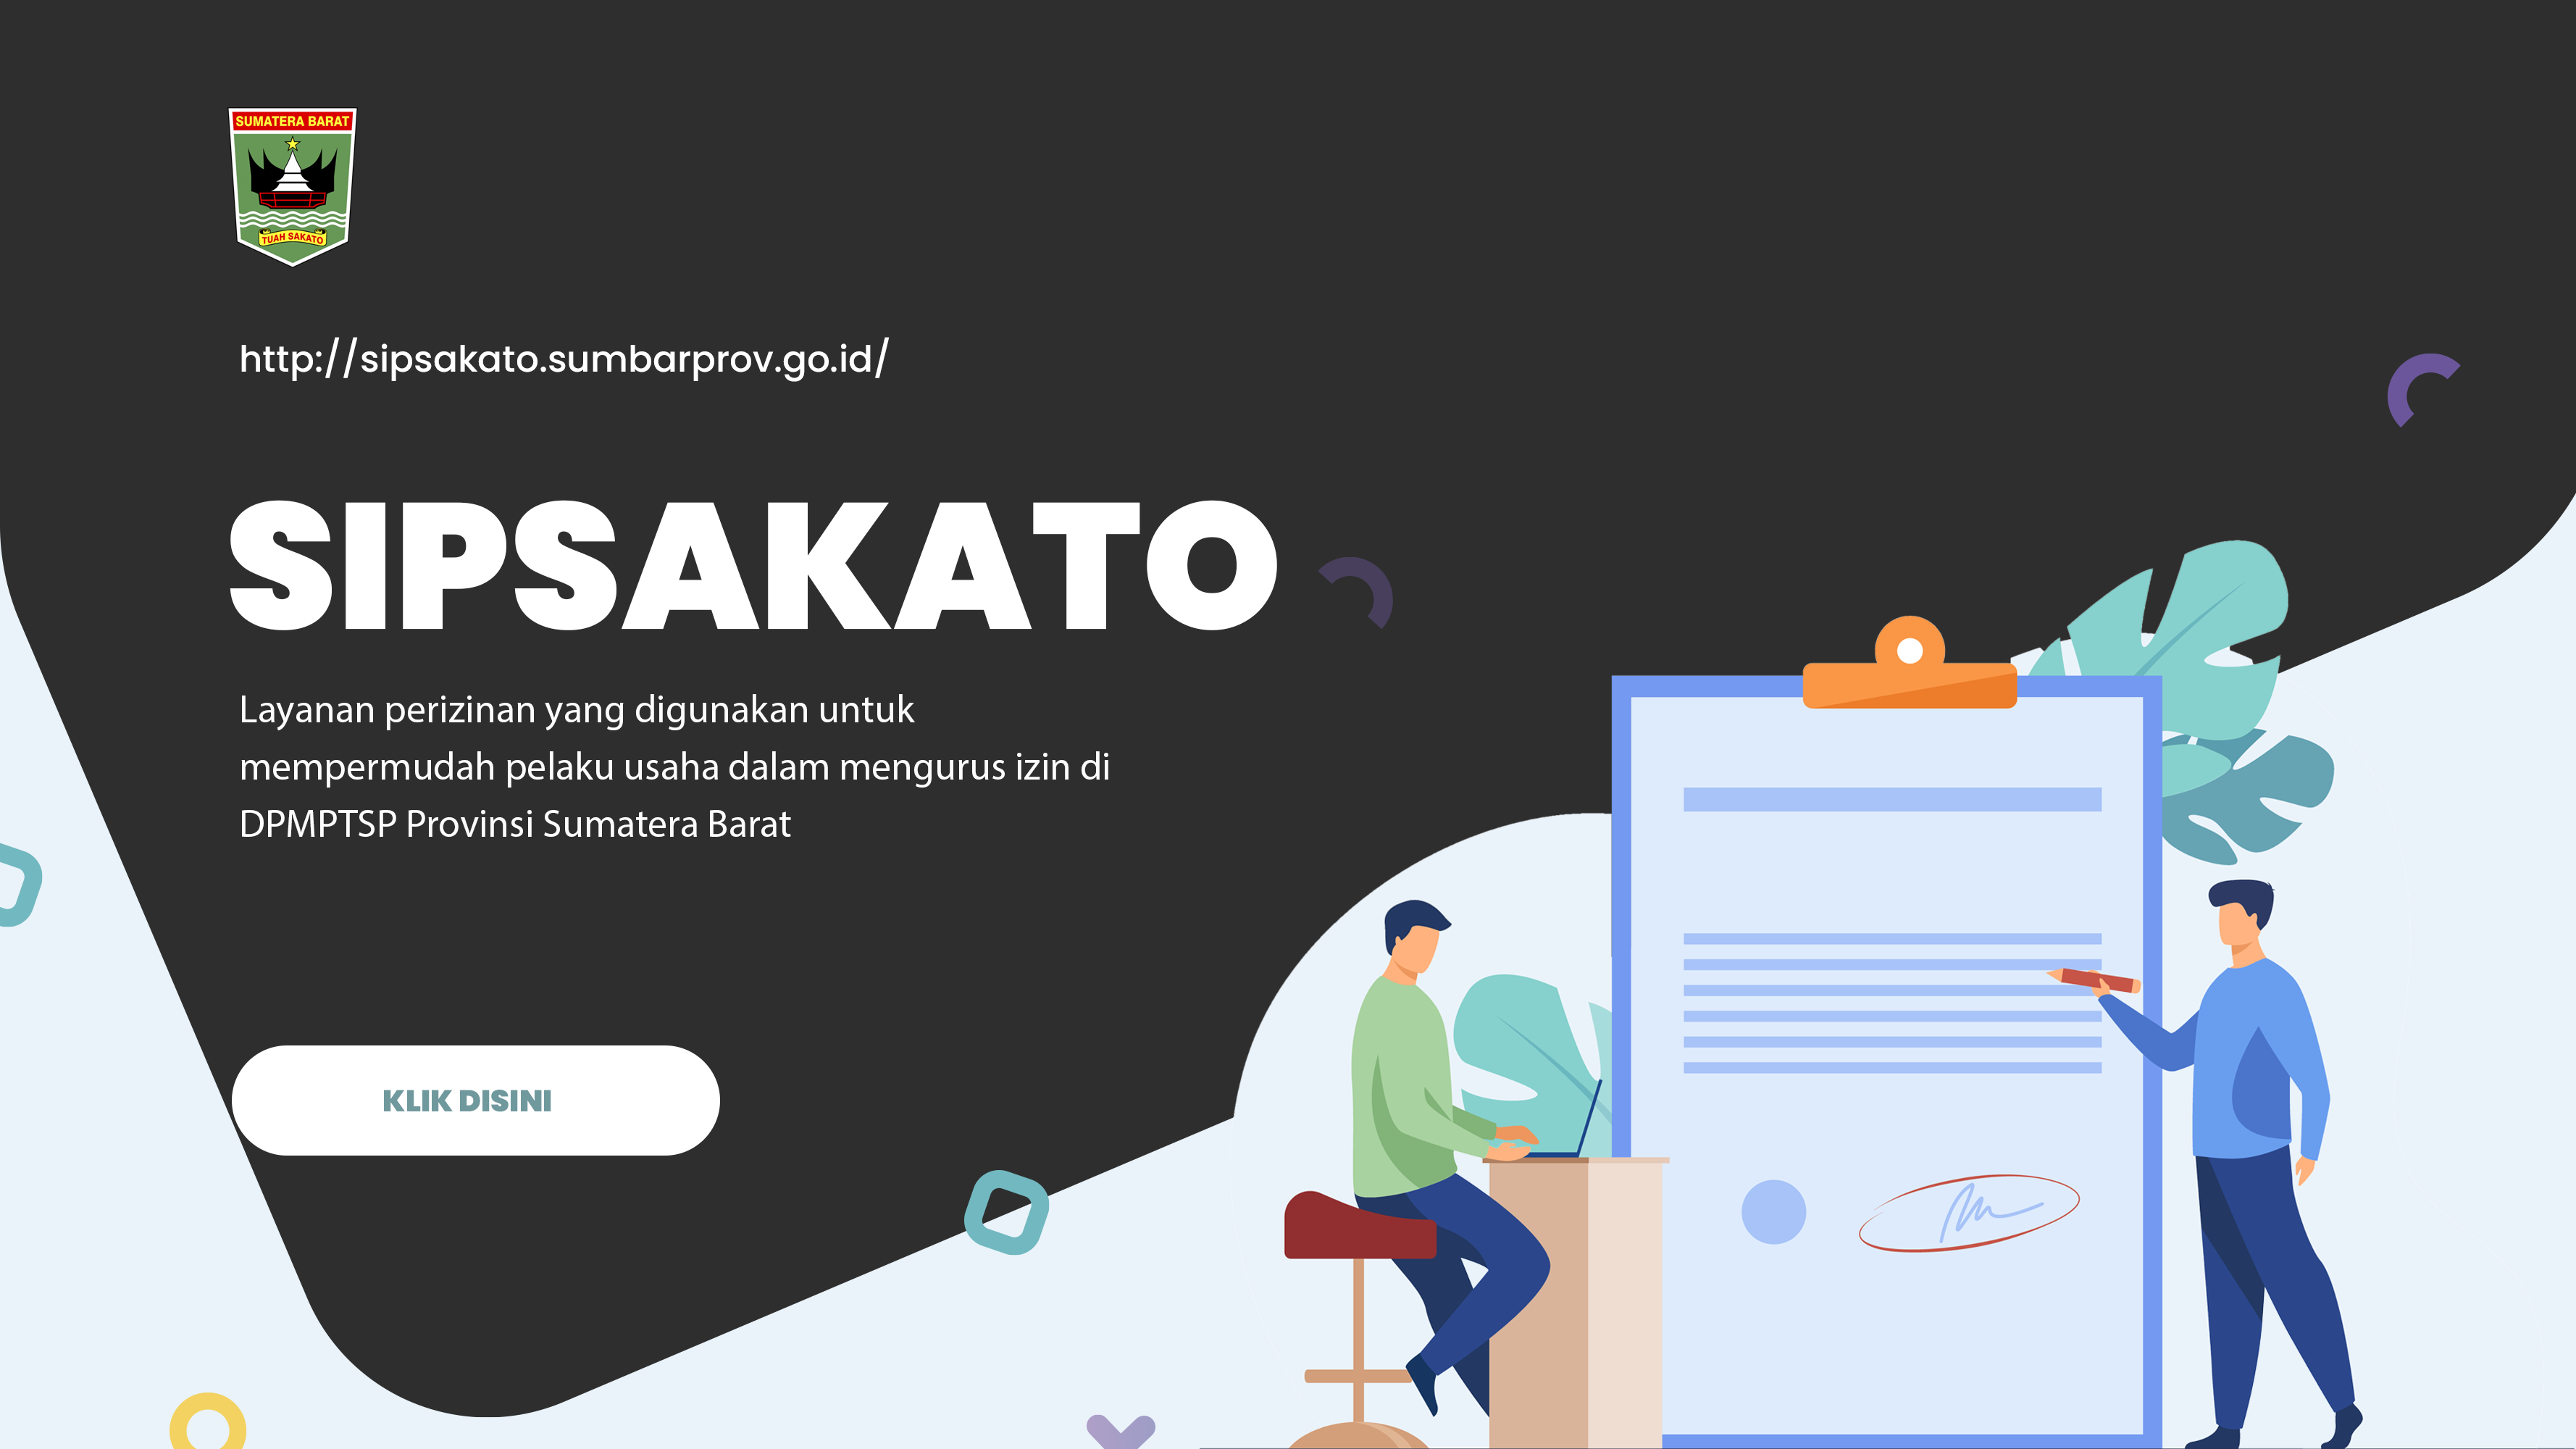 SUMATERA BARAT
TUAH SAKATO
http://sipsakato.sumbarprov.go.id/
SIPSAKATO
Layanan perizinan yang digunakan untuk
mempermudah pelaku usaha dalam mengurus izin di
DPMPTSP Provinsi Sumatera Barat
KLIK DISINI